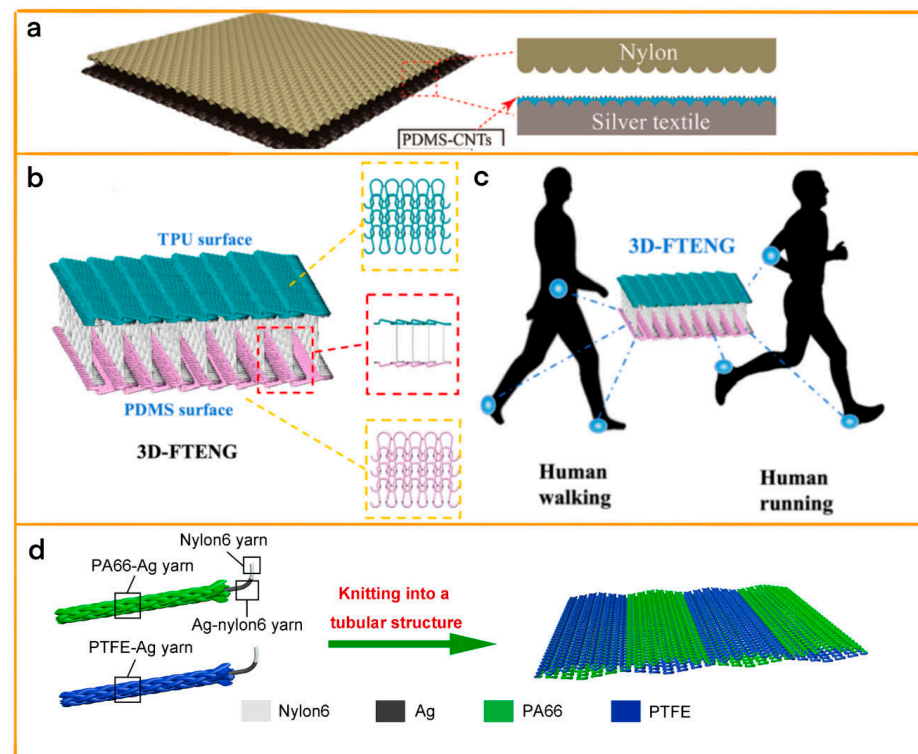 a
Nylon
PDMS-CNTs
Silver textile
b
TPU surface
PDMS surface
3D-FTENG
c
3D-FTENG
Human
walking
Human
running
d
Nylon6 yarn
PA66-Ag yarn
Ag-nylon6 yarn
PTFE-Ag yarn
Knitting into a
tubular structure
Nylon6
Ag
PA66
PTFE